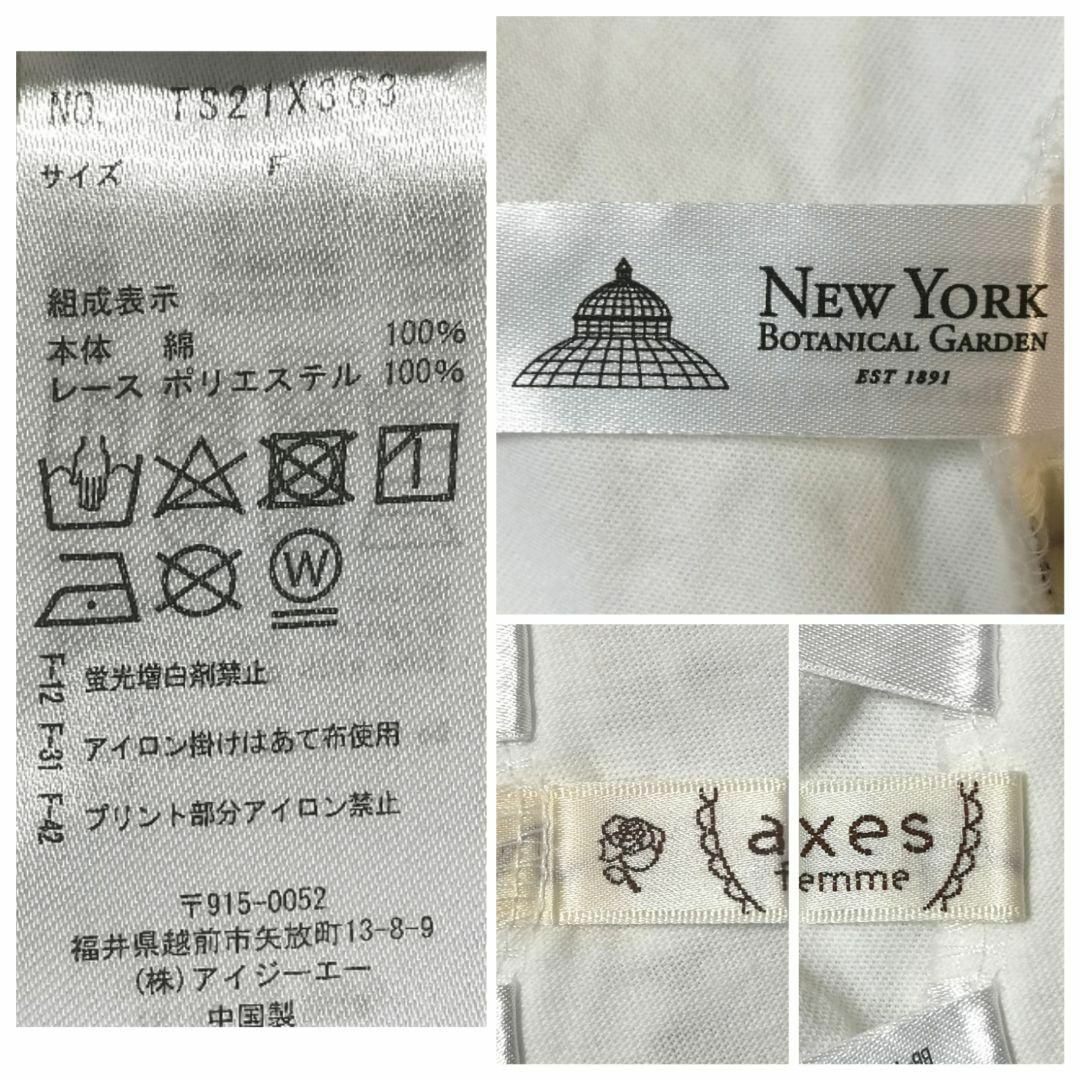 NO. TS21X363
サイズ F
組成表示
本体 綿 100%
レース ポリエステル 100%
1
W
F-12 蛍光増白剤禁止
F-31 アイロン掛けはあて布使用
F-42 プリント部分アイロン禁止
〒915-0052
福井県越前市矢放町13-8-9
(株)アイジーエー
中国製
NEW YORK
BOTANICAL GARDEN
EST 1891
axes
femme